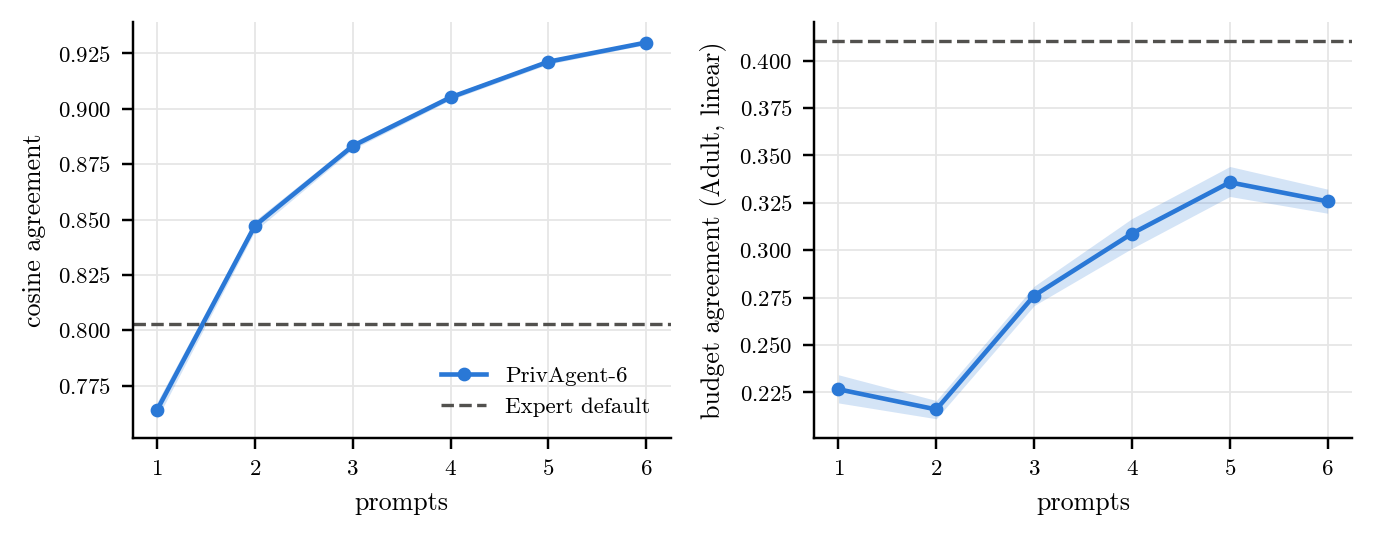 cosine agreement
0.925
0.900
0.875
0.850
0.825
0.800
0.775
PrivAgent-6
Expert default
1 2 3 4 5 6
prompts
budget agreement (Adult, linear)
0.400
0.375
0.350
0.325
0.300
0.275
0.250
0.225
1 2 3 4 5 6
prompts